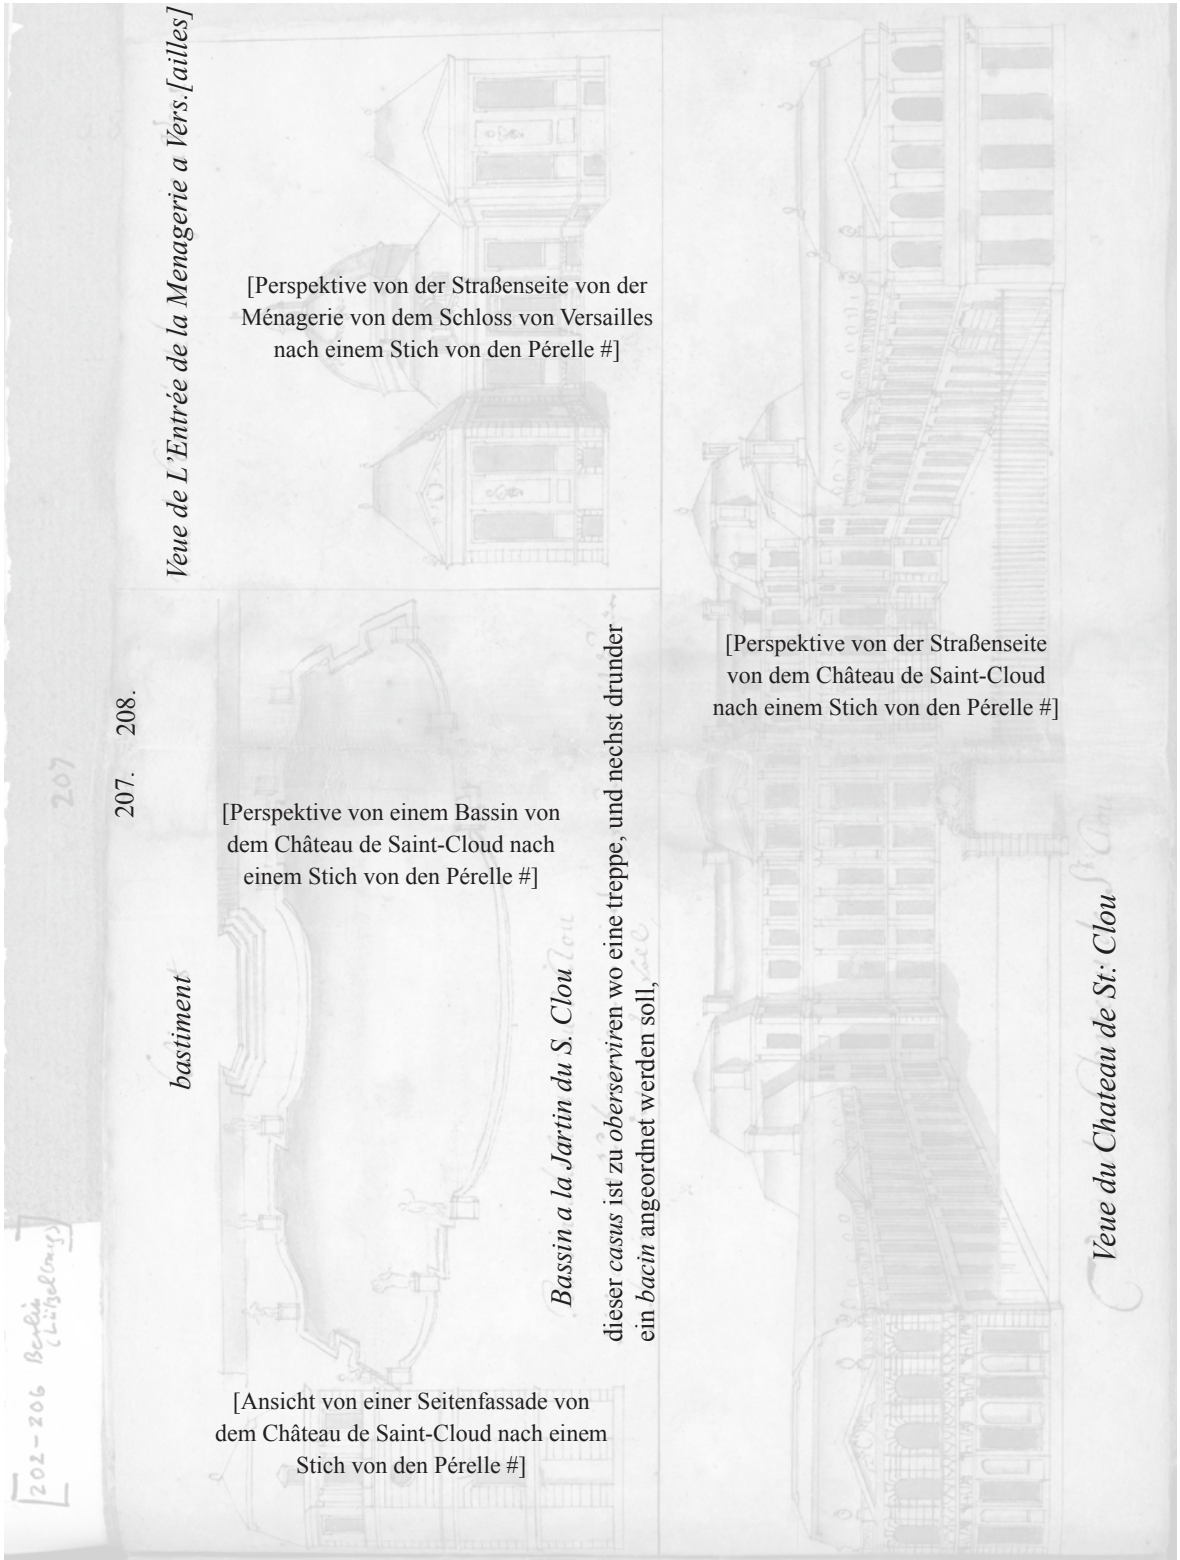 [202–206 Berlin
(Lützelburgs)]
207
207. 208.
Veue de L'Entrée de la Menagerie a Vers.[ailles]
[Perspektive von der Straßenseite von der
Ménagerie von dem Schloss von Versailles
nach einem Stich von den Pérelle #]
bastiment
[Perspektive von einem Bassin von
dem Château de Saint-Cloud nach
einem Stich von den Pérelle #]
Bassin a la Jartin du S. Clou
dieser casus ist zu oberserviren wo eine treppe, und nechst drunder
ein bacin angeordnet werden soll,
[Ansicht von einer Seitenfassade von
dem Château de Saint-Cloud nach einem
Stich von den Pérelle #]
[Perspektive von der Straßenseite
von dem Château de Saint-Cloud
nach einem Stich von den Pérelle #]
Veue du Chateau de St: Clou